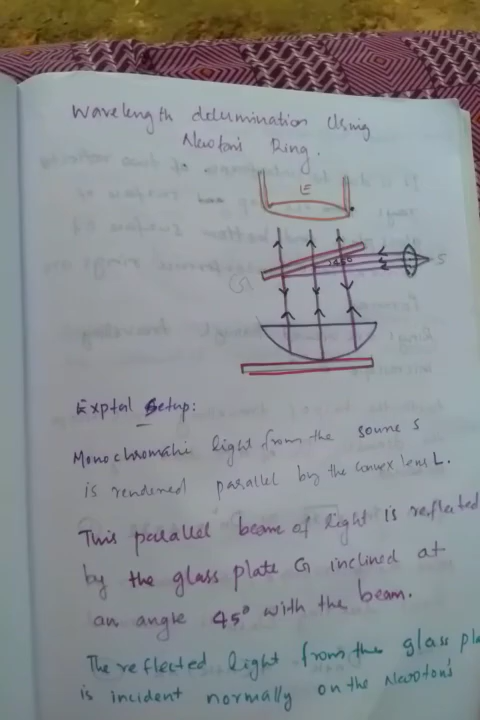 Wavelength determination Using
Newton's Ring.
E
45°
S
G
Exptal Setup:
Monochromatic light from the source S
is rendered parallel by the convex lens L.
This parallel beam of light is reflected
by the glass plate G inclined at
an angle 45° with the beam.
The reflected light from the glass pla
is incident normally on the Newton's